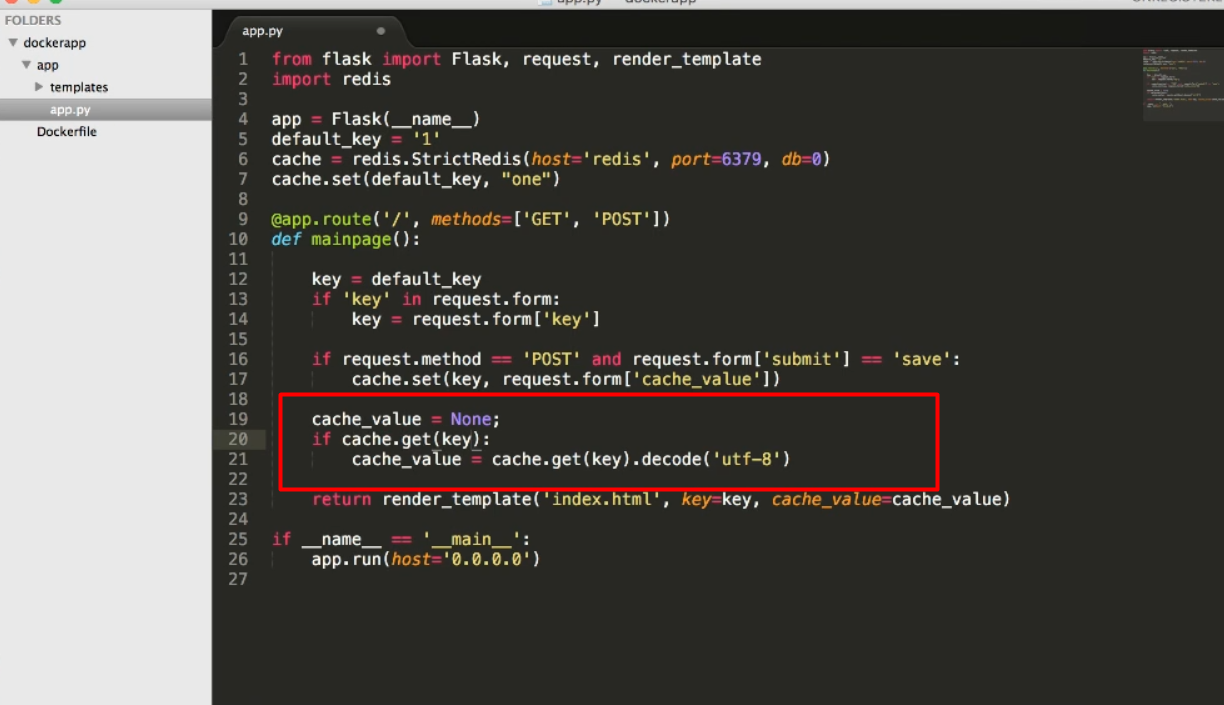 app.py — dockerapp
UNREGISTERE
FOLDERS
dockerapp
app
templates
app.py
Dockerfile
app.py
1 from flask import Flask, request, render_template
2 import redis
3
4 app = Flask(__name__)
5 default_key = '1'
6 cache = redis.StrictRedis(host='redis', port=6379, db=0)
7 cache.set(default_key, "one")
8
9 @app.route('/', methods=['GET', 'POST'])
10 def mainpage():
11
12     key = default_key
13     if 'key' in request.form:
14         key = request.form['key']
15
16     if request.method == 'POST' and request.form['submit'] == 'save':
17         cache.set(key, request.form['cache_value'])
18
19     cache_value = None;
20     if cache.get(key):
21         cache_value = cache.get(key).decode('utf-8')
22
23     return render_template('index.html', key=key, cache_value=cache_value)
24
25 if __name__ == '__main__':
26     app.run(host='0.0.0.0')
27